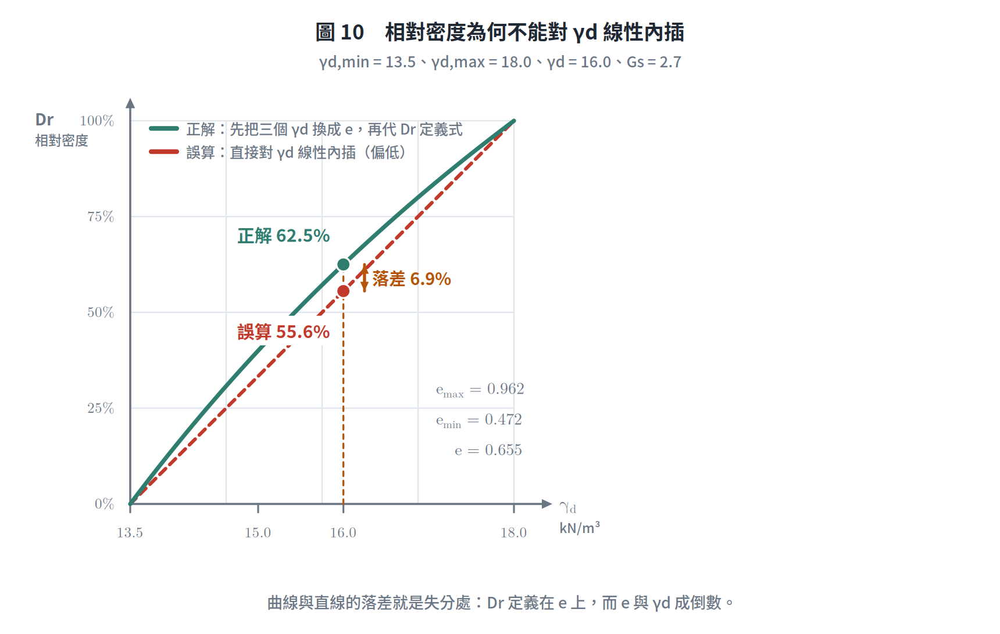 圖 10　相對密度為何不能對 γd 線性內插
γd,min = 13.5、γd,max = 18.0、γd = 16.0、Gs = 2.7
Dr
相對密度
100%
75%
50%
25%
0%
正解：先把三個 γd 換成 e，再代 Dr 定義式
誤算：直接對 γd 線性內插（偏低）
正解 62.5%
落差 6.9%
誤算 55.6%
e_max = 0.962
e_min = 0.472
e = 0.655
13.5
15.0
16.0
18.0
γ_d
kN/m³
曲線與直線的落差就是失分處：Dr 定義在 e 上，而 e 與 γd 成倒數。